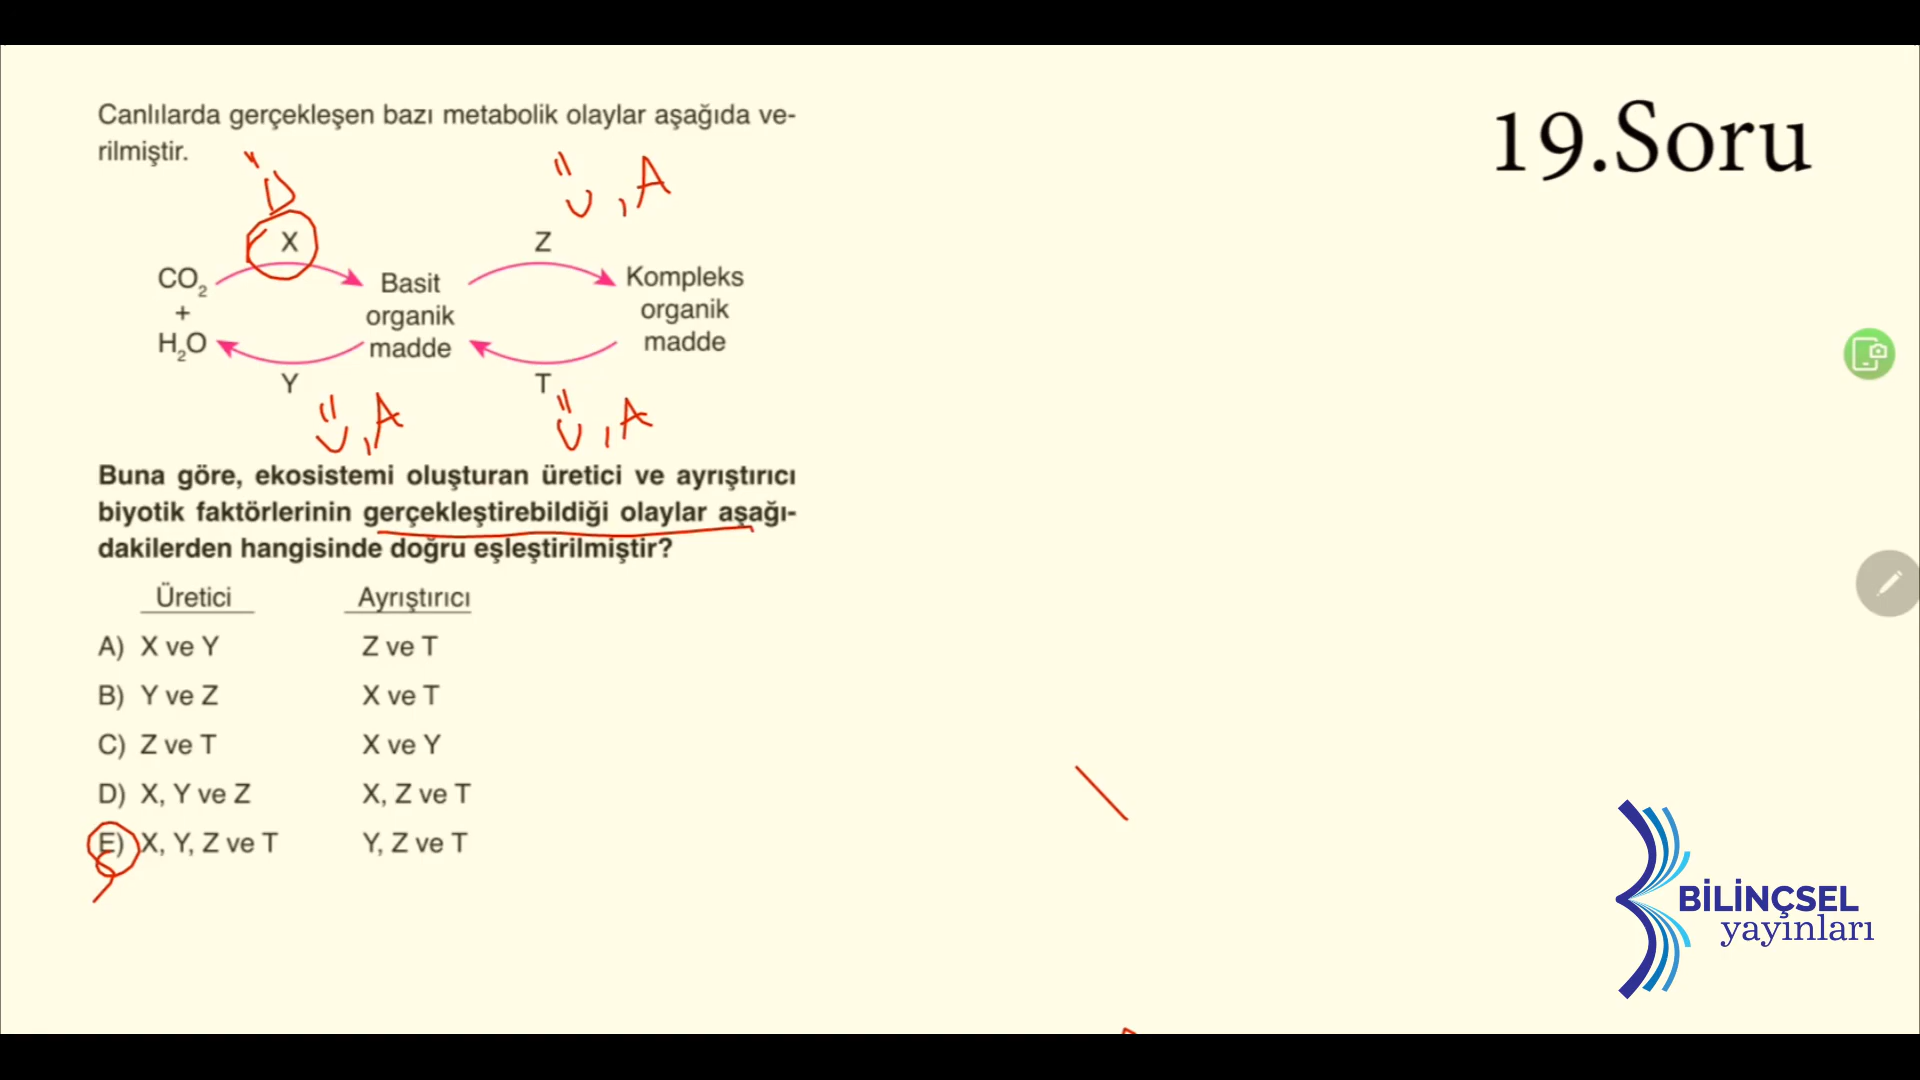 19.Soru
Canlılarda gerçekleşen bazı metabolik olaylar aşağıda ve-
rilmiştir.
Ü
Ü, A
X
Z
CO₂
+
H₂O
Basit
organik
madde
Kompleks
organik
madde
Y
T
Ü, A
Ü, A
Buna göre, ekosistemi oluşturan üretici ve ayrıştırıcı
biyotik faktörlerinin gerçekleştirebildiği olaylar aşağı-
dakilerden hangisinde doğru eşleştirilmiştir?
Üretici Ayrıştırıcı
A) X ve Y Z ve T
B) Y ve Z X ve T
C) Z ve T X ve Y
D) X, Y ve Z X, Z ve T
E) X, Y, Z ve T Y, Z ve T
BİLİNÇSEL
yayınları